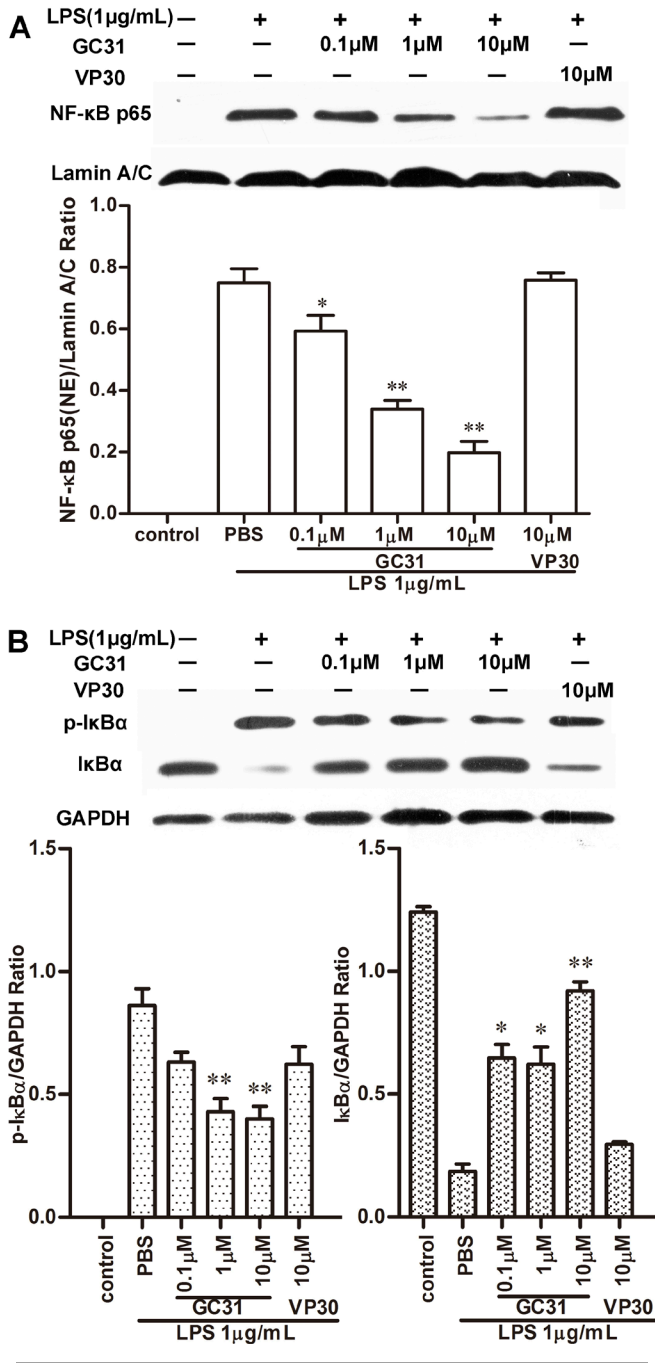 A
LPS(1μg/mL) — + + + + +
GC31 — — 0.1μM 1μM 10μM —
VP30 — — — — — 10μM
NF-κB p65
Lamin A/C
NF-κB p65(NE)/Lamin A/C Ratio
1.0
0.8
0.6
0.4
0.2
0.0
*
**
**
control PBS 0.1μM 1μM 10μM 10μM
GC31 VP30
LPS 1μg/mL
B
LPS(1μg/mL) — + + + + +
GC31 — — 0.1μM 1μM 10μM —
VP30 — — — — — 10μM
p-IκBα
IκBα
GAPDH
p-IκBα/GAPDH Ratio
1.5
1.0
0.5
0.0
** **
control PBS 0.1μM 1μM 10μM 10μM
GC31 VP30
LPS 1μg/mL
IκBα/GAPDH Ratio
1.5
1.0
0.5
0.0
* * **
control PBS 0.1μM 1μM 10μM 10μM
GC31 VP30
LPS 1μg/mL